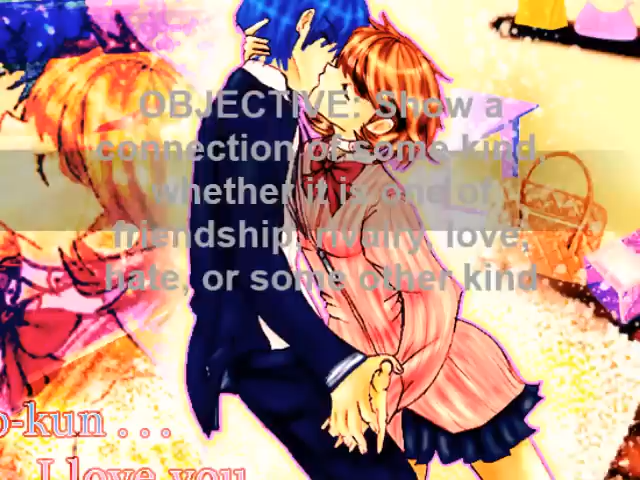 OBJECTIVE: Show a
connection of some kind,
whether it is one of
friendship, rivalry, love,
hate, or some other kind
o-kun . . .
I love you